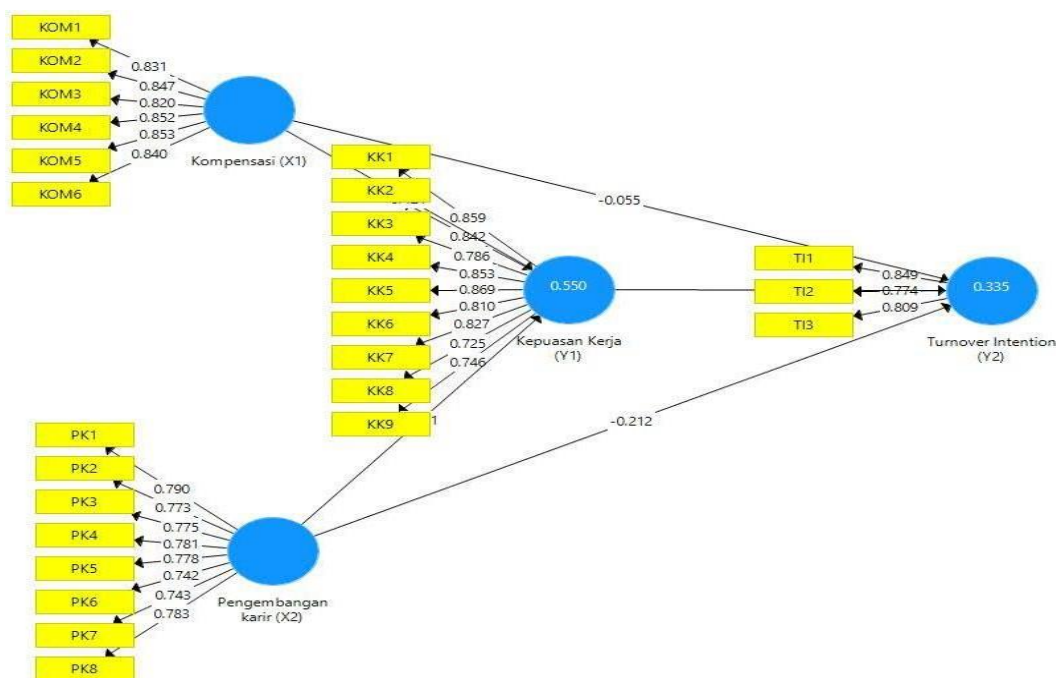 KOM1
KOM2
KOM3
KOM4
KOM5
KOM6
0.831
0.847
0.820
0.852
0.853
0.840
Kompensasi (X1)
KK1
KK2
KK3
KK4
KK5
KK6
KK7
KK8
KK9
0.859
0.842
0.786
0.853
0.869
0.810
0.827
0.725
0.746
0.550
Kepuasan Kerja
(Y1)
-0.055
-0.212
TI1
TI2
TI3
0.849
0.774
0.809
0.335
Turnover Intention
(Y2)
PK1
PK2
PK3
PK4
PK5
PK6
PK7
PK8
0.790
0.773
0.775
0.781
0.778
0.742
0.743
0.783
Pengembangan
karir (X2)